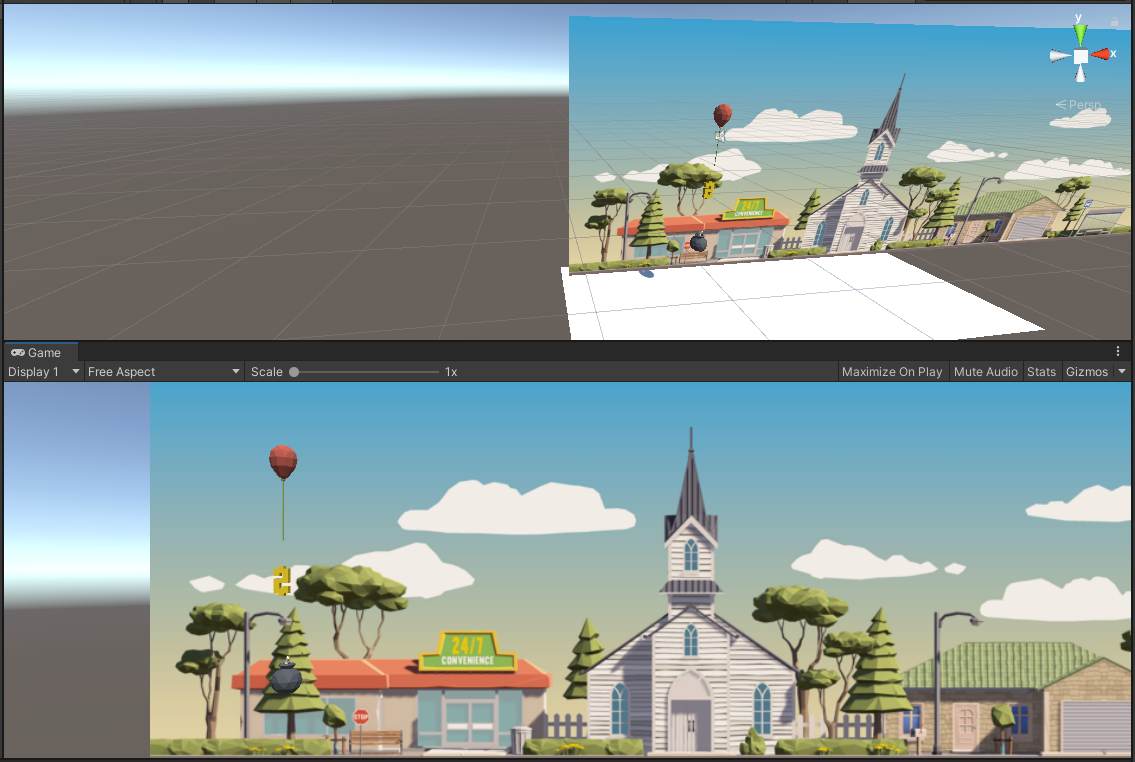 y
x
Persp
24/7
CONVENIENCE
Game
Display 1
Free Aspect
Scale
1x
Maximize On Play
Mute Audio
Stats
Gizmos
2
24/7
CONVENIENCE
STOP